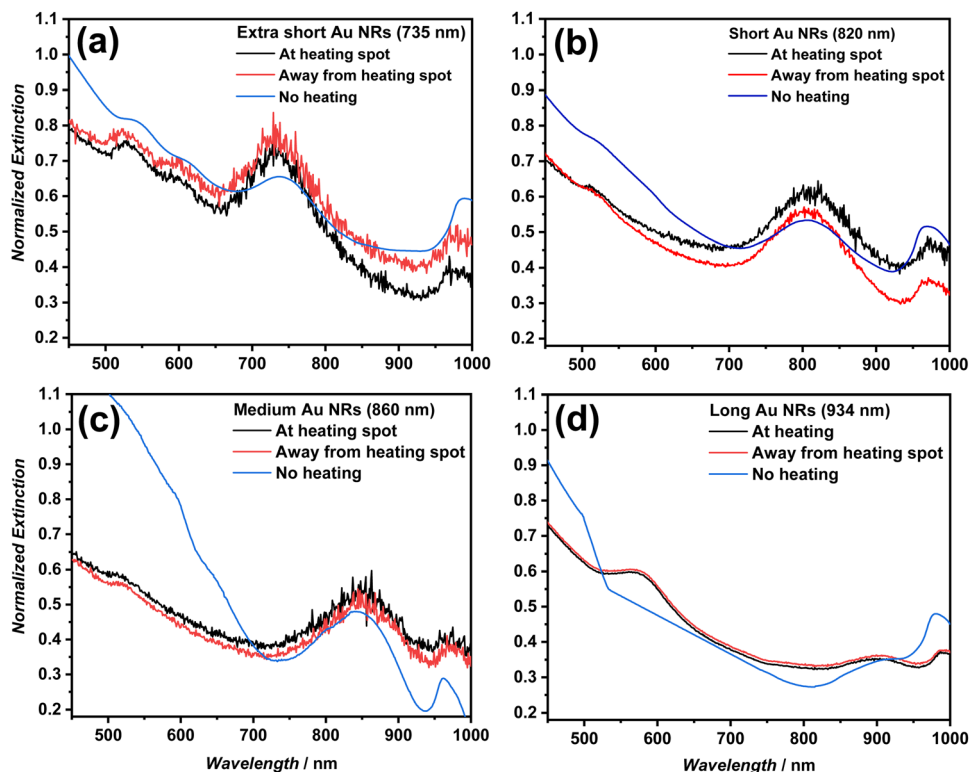 (a)
Extra short Au NRs (735 nm)
At heating spot
Away from heating spot
No heating
Normalized Extinction
1.1
1.0
0.9
0.8
0.7
0.6
0.5
0.4
0.3
0.2
500 600 700 800 900 1000
(b)
Short Au NRs (820 nm)
At heating spot
Away from heating spot
No heating
1.1
1.0
0.9
0.8
0.7
0.6
0.5
0.4
0.3
0.2
500 600 700 800 900 1000
(c)
Medium Au NRs (860 nm)
At heating spot
Away from heating spot
No heating
Normalized Extinction
1.1
1.0
0.9
0.8
0.7
0.6
0.5
0.4
0.3
0.2
500 600 700 800 900 1000
Wavelength / nm
(d)
Long Au NRs (934 nm)
At heating
Away from heating spot
No heating
1.1
1.0
0.9
0.8
0.7
0.6
0.5
0.4
0.3
0.2
500 600 700 800 900 1000
Wavelength / nm